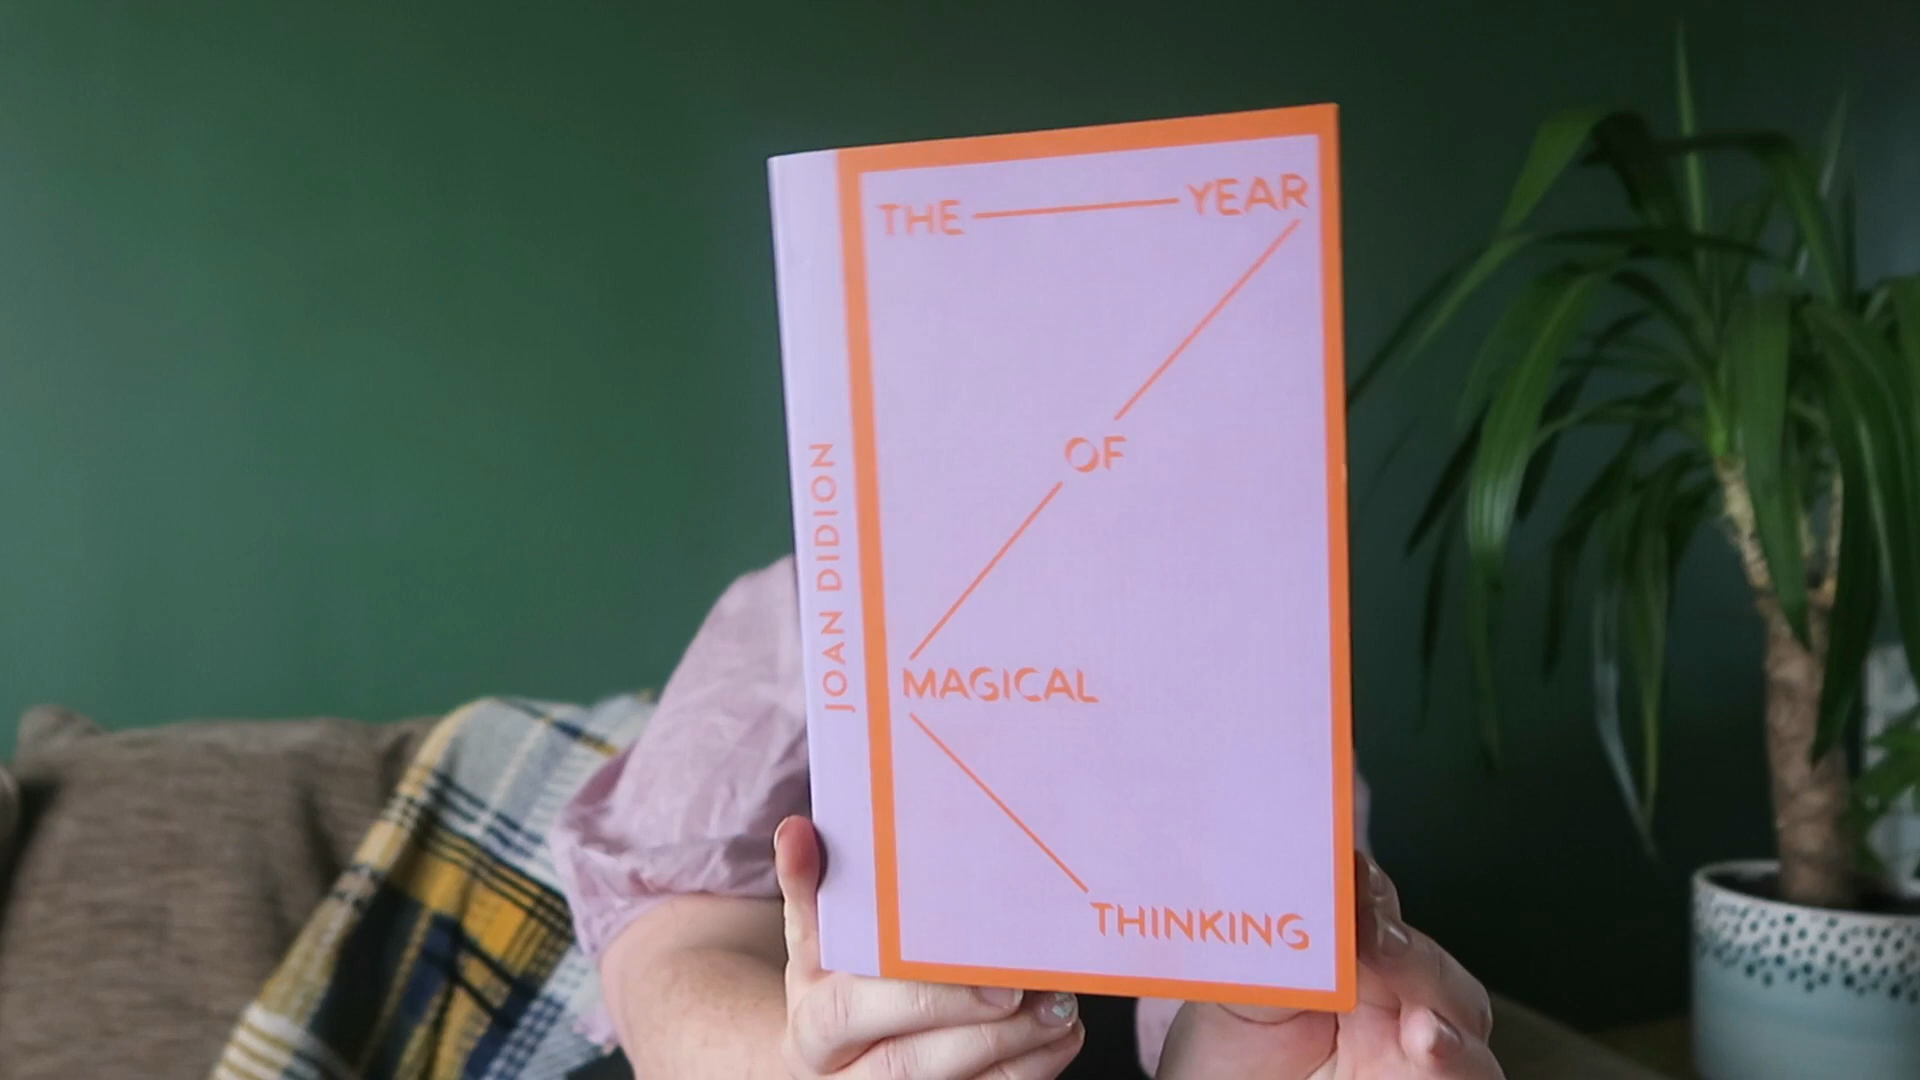 THE YEAR
OF
MAGICAL
THINKING
JOAN DIDION